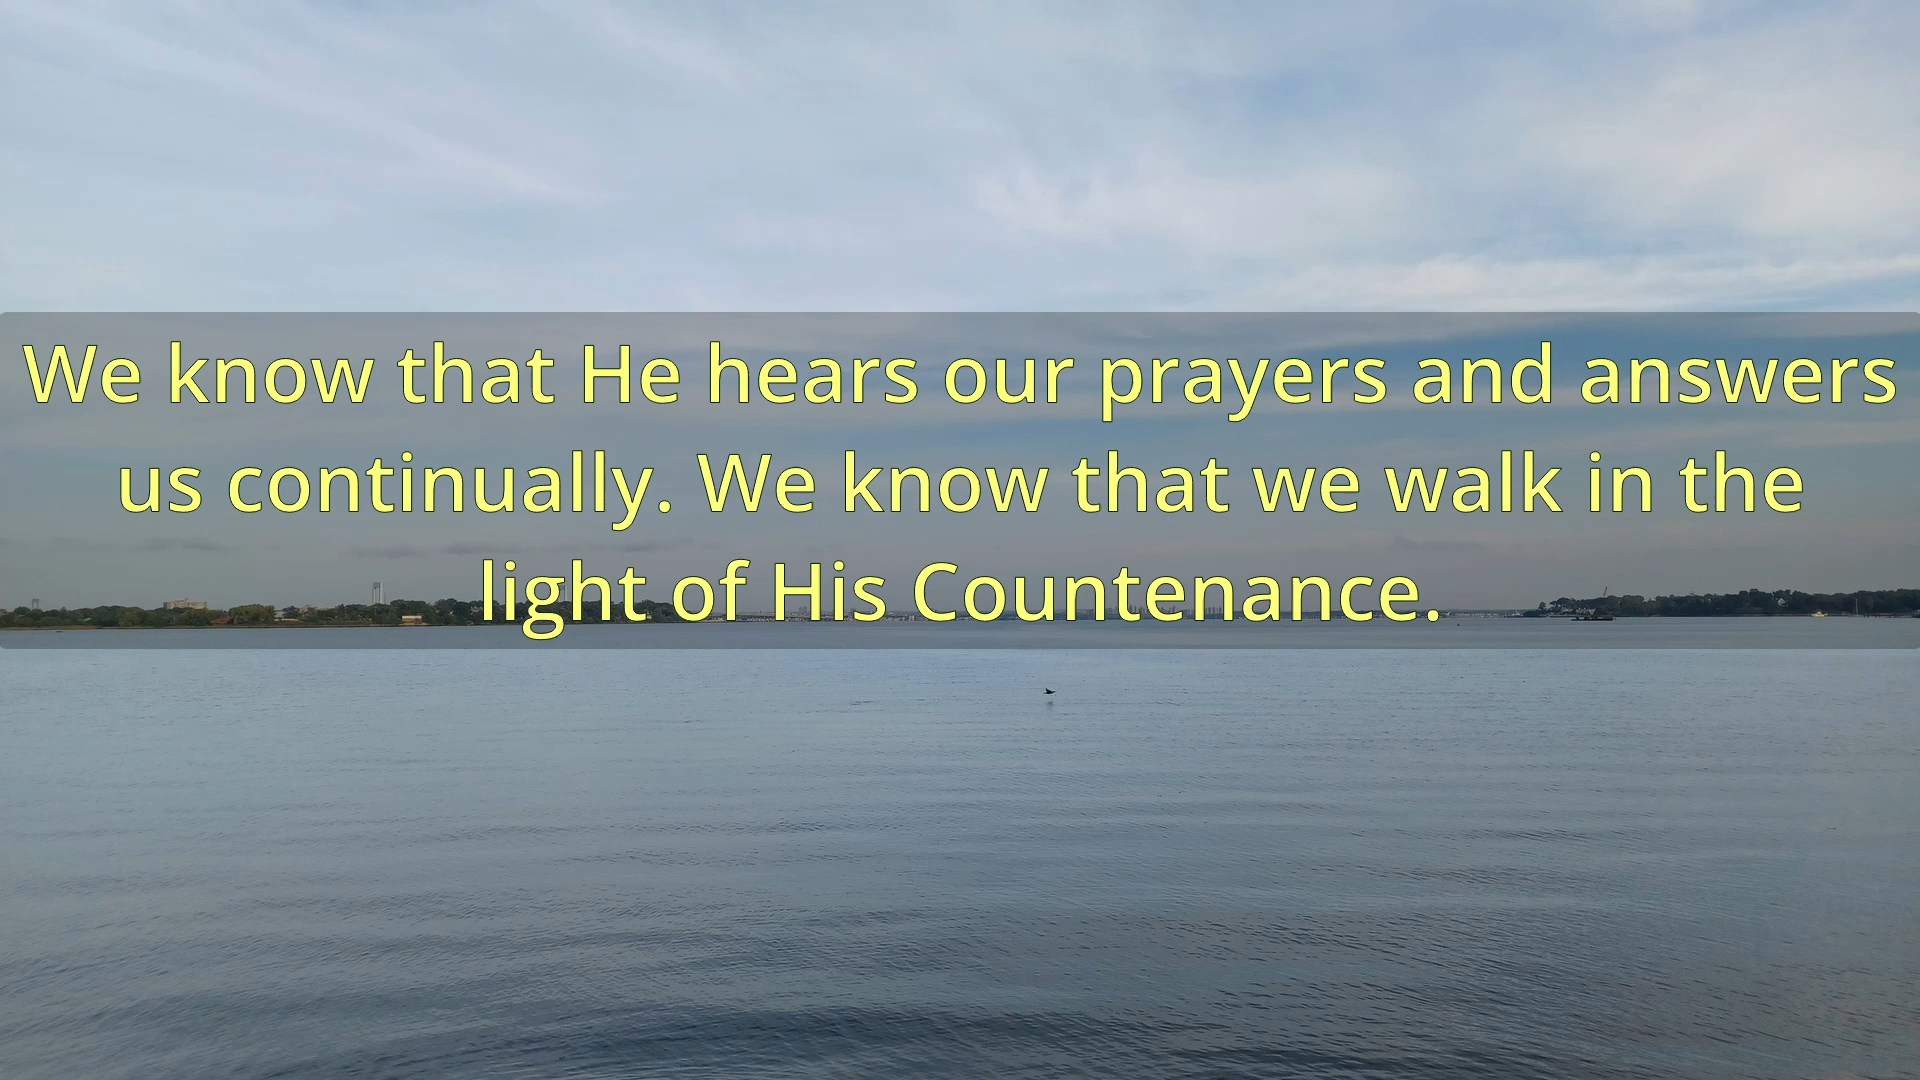 We know that He hears our prayers and answers
us continually. We know that we walk in the
light of His Countenance.